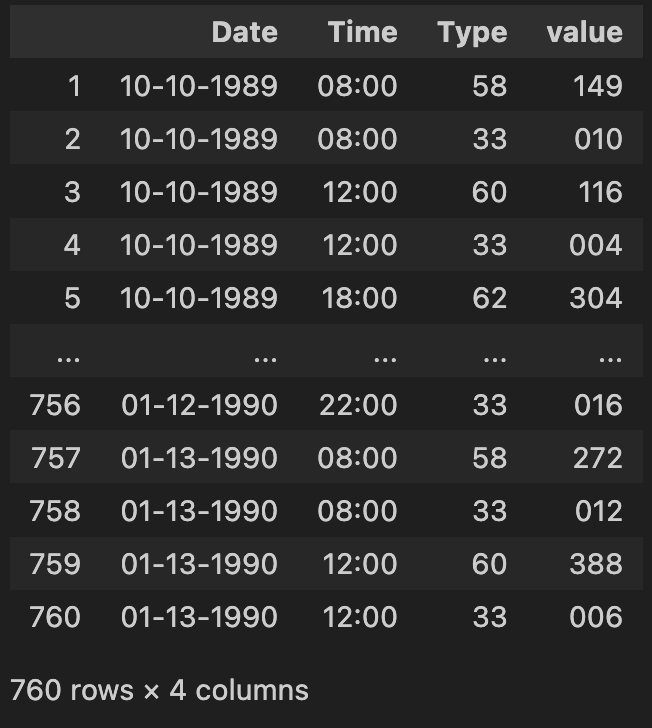 Date Time Type value
1 10-10-1989 08:00 58 149
2 10-10-1989 08:00 33 010
3 10-10-1989 12:00 60 116
4 10-10-1989 12:00 33 004
5 10-10-1989 18:00 62 304
... ... ... ... ...
756 01-12-1990 22:00 33 016
757 01-13-1990 08:00 58 272
758 01-13-1990 08:00 33 012
759 01-13-1990 12:00 60 388
760 01-13-1990 12:00 33 006
760 rows × 4 columns